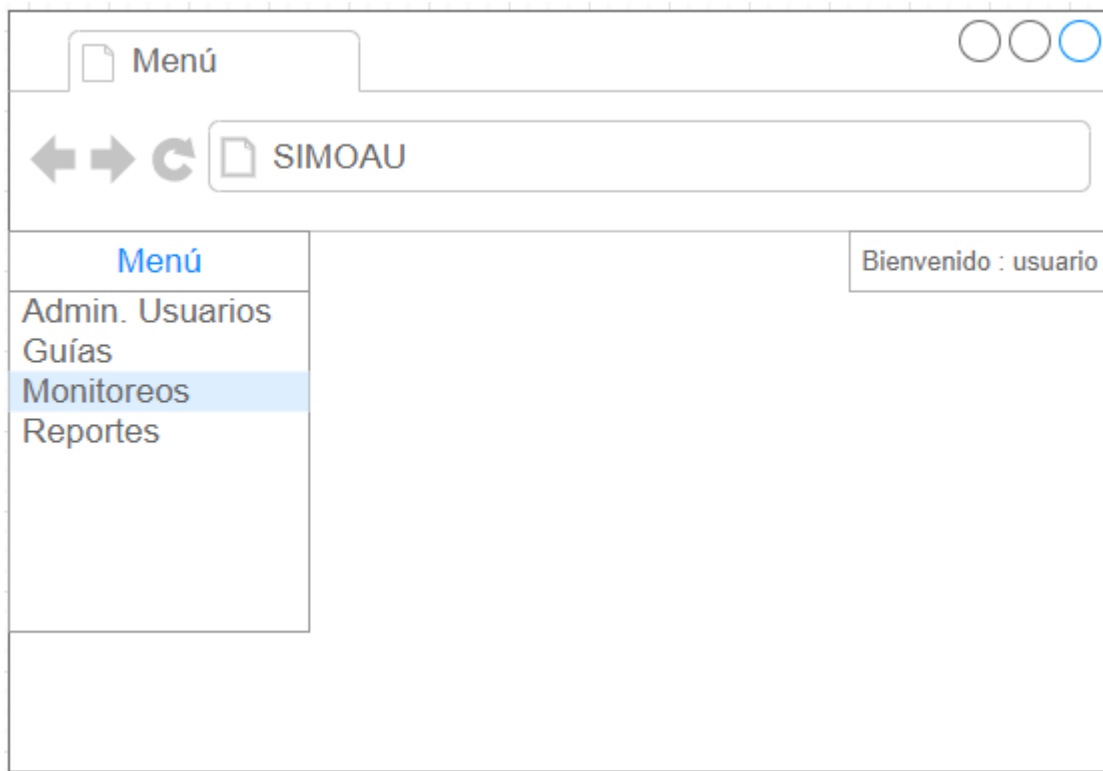 Menú
SIMOAU
Menú
Bienvenido : usuario
Admin. Usuarios
Guías
Monitoreos
Reportes